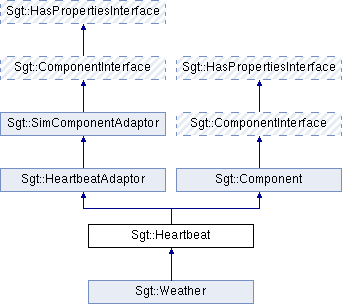 Sgt::HasPropertiesInterface
Sgt::ComponentInterface
Sgt::HasPropertiesInterface
Sgt::SimComponentAdaptor
Sgt::ComponentInterface
Sgt::HeartbeatAdaptor
Sgt::Component
Sgt::Heartbeat
Sgt::Weather